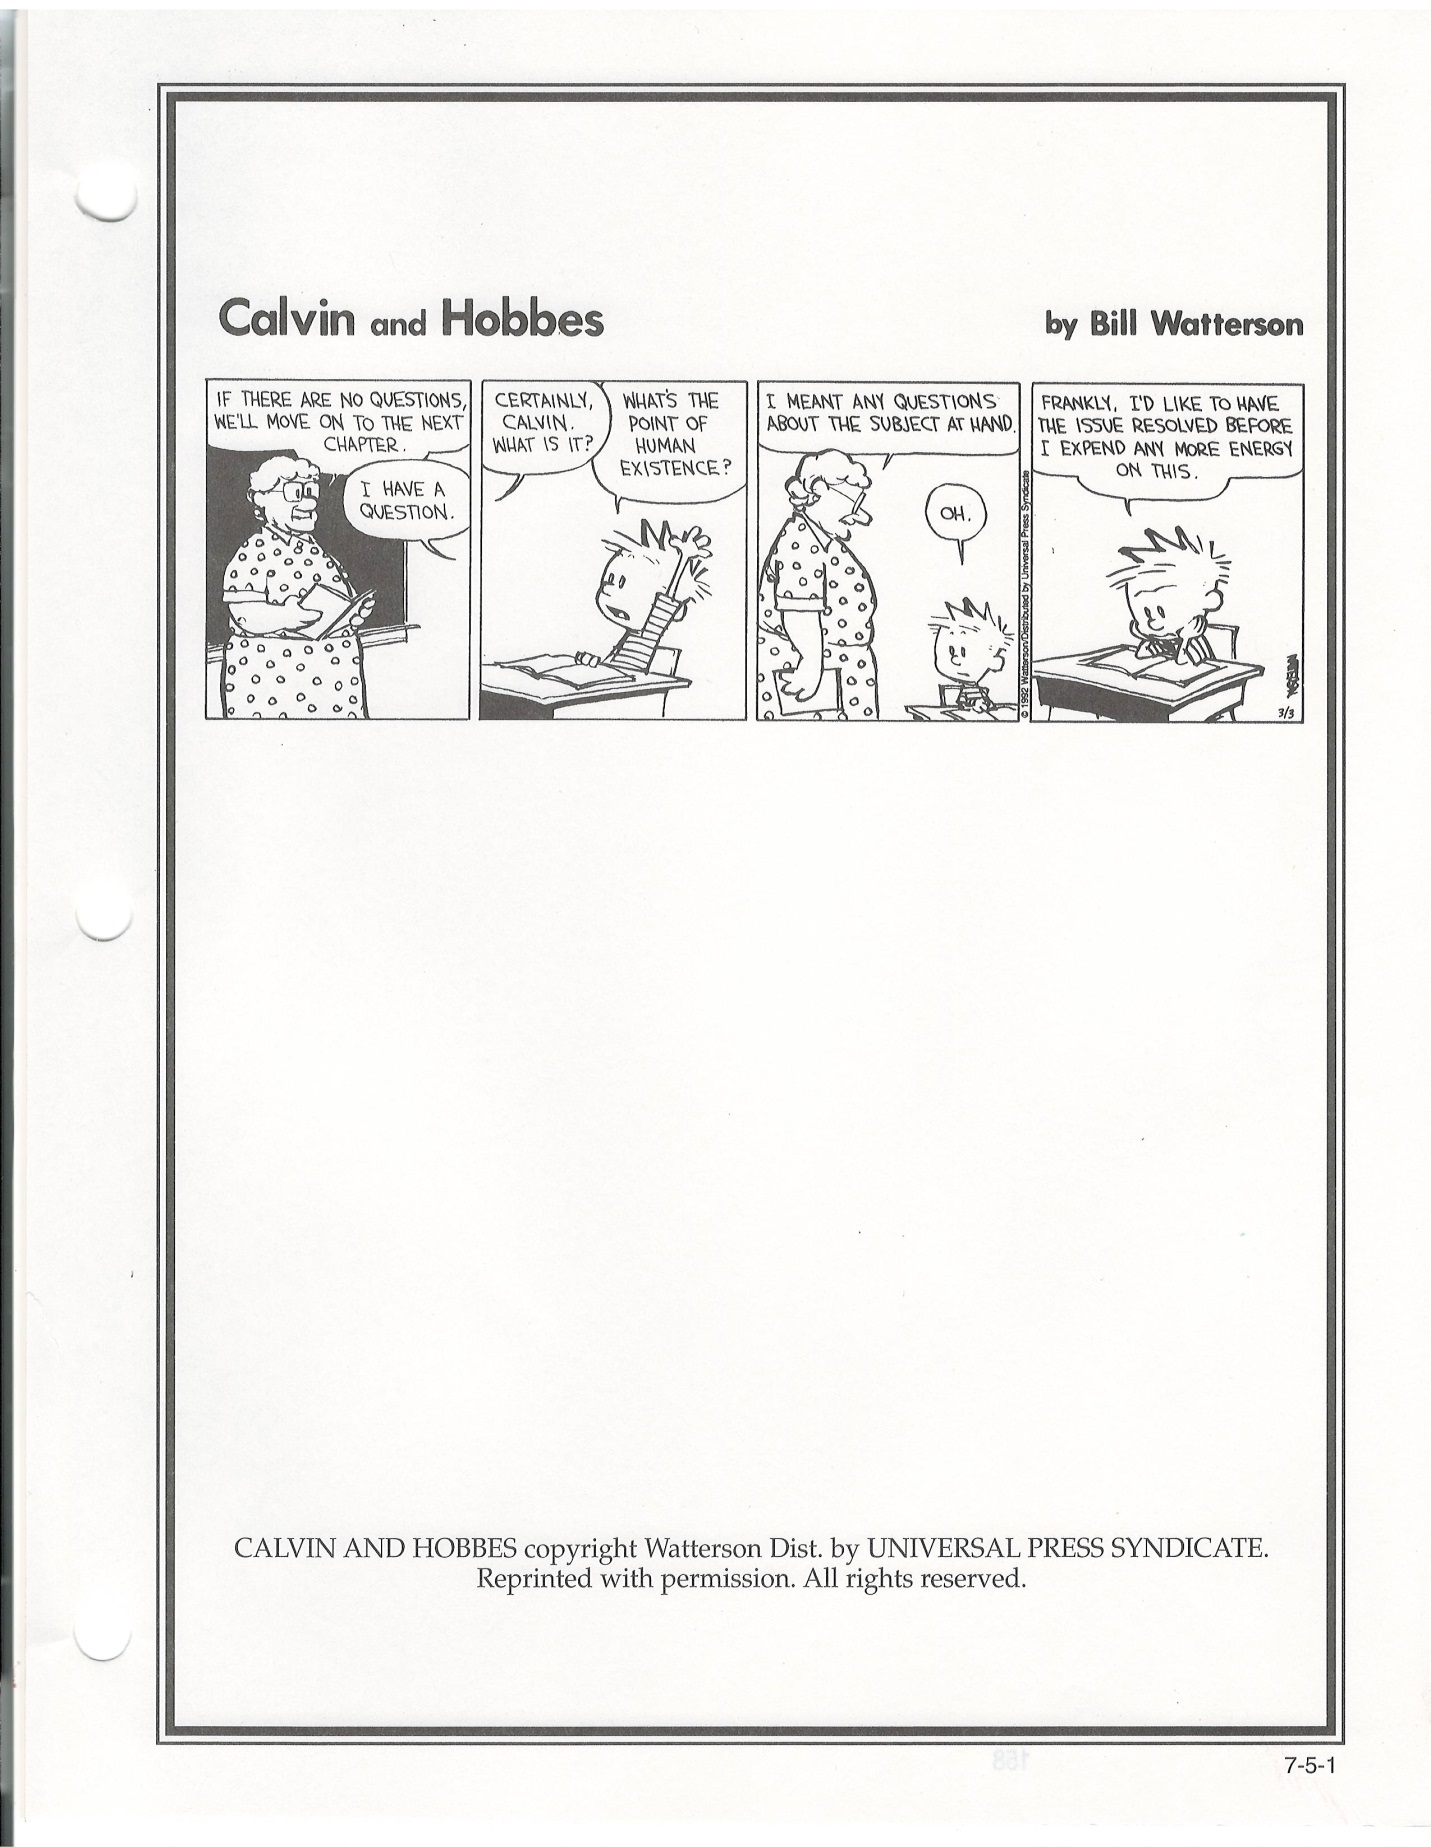 Calvin and Hobbes
by Bill Watterson
IF THERE ARE NO QUESTIONS,
WE'LL MOVE ON TO THE NEXT
CHAPTER.
I HAVE A
QUESTION.
CERTAINLY,
CALVIN.
WHAT IS IT?
WHAT'S THE
POINT OF
HUMAN
EXISTENCE?
I MEANT ANY QUESTIONS
ABOUT THE SUBJECT AT HAND.
OH.
© 1992 Watterson/Distributed by Universal Press Syndicate
FRANKLY, I'D LIKE TO HAVE
THE ISSUE RESOLVED BEFORE
I EXPEND ANY MORE ENERGY
ON THIS.
WATTERSON
3/3
CALVIN AND HOBBES copyright Watterson Dist. by UNIVERSAL PRESS SYNDICATE.
Reprinted with permission. All rights reserved.
158
7-5-1